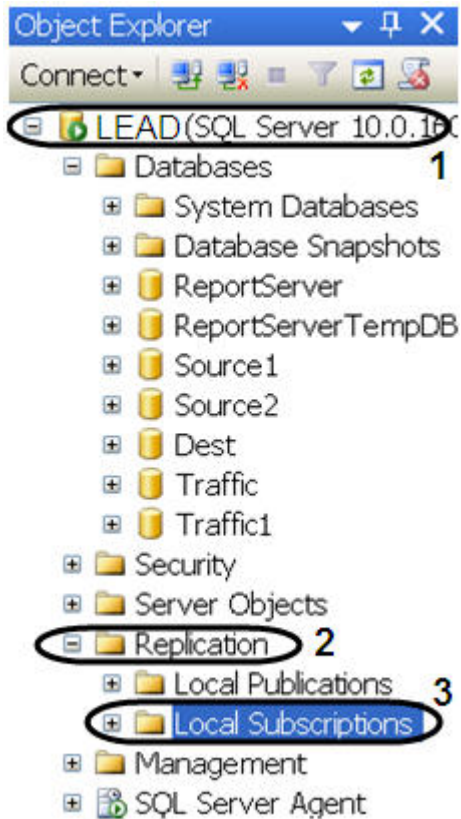 Object Explorer
Connect
LEAD(SQL Server 10.0.160
1
Databases
System Databases
Database Snapshots
ReportServer
ReportServerTempDB
Source1
Source2
Dest
Traffic
Traffic1
Security
Server Objects
Replication 2
Local Publications
3
Local Subscriptions
Management
SQL Server Agent